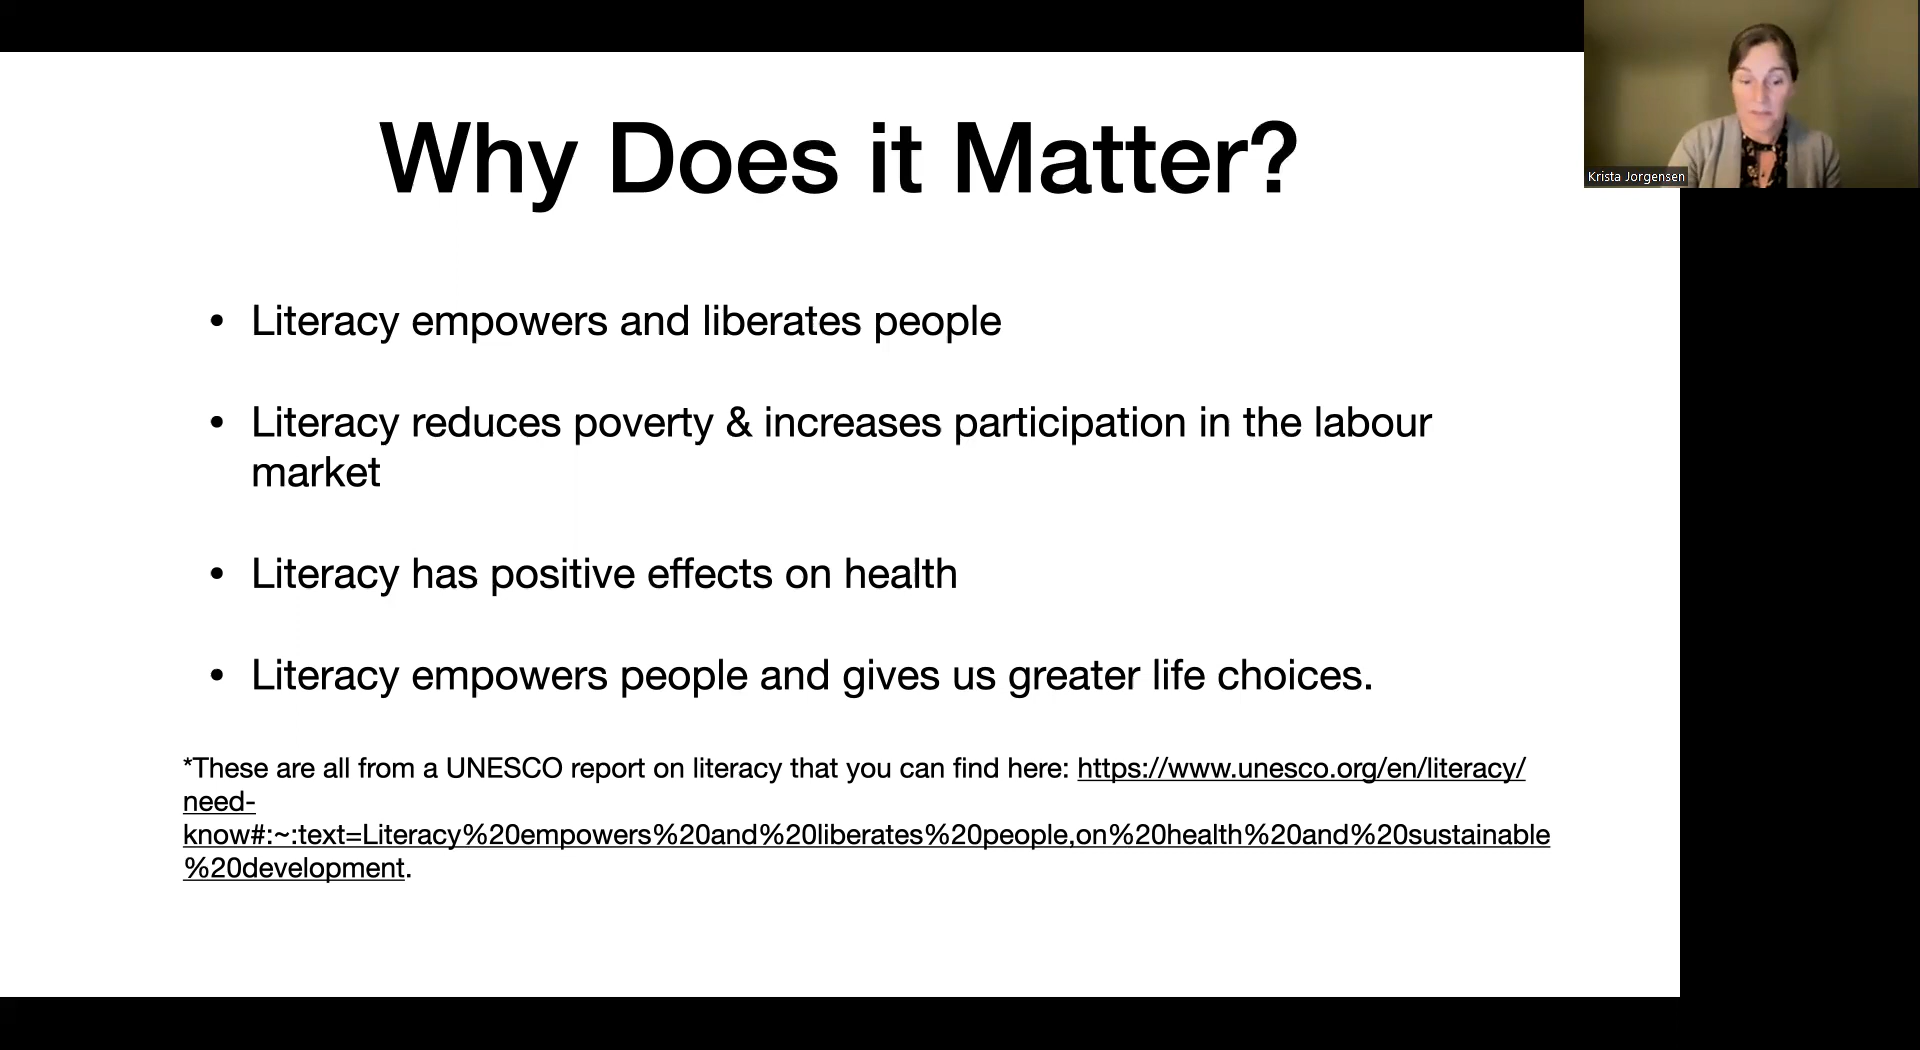 Why Does it Matter?
Krista Jorgensen
• Literacy empowers and liberates people
• Literacy reduces poverty & increases participation in the labour
market
• Literacy has positive effects on health
• Literacy empowers people and gives us greater life choices.
*These are all from a UNESCO report on literacy that you can find here: https://www.unesco.org/en/literacy/
need-
know#:~:text=Literacy%20empowers%20and%20liberates%20people,on%20health%20and%20sustainable
%20development.